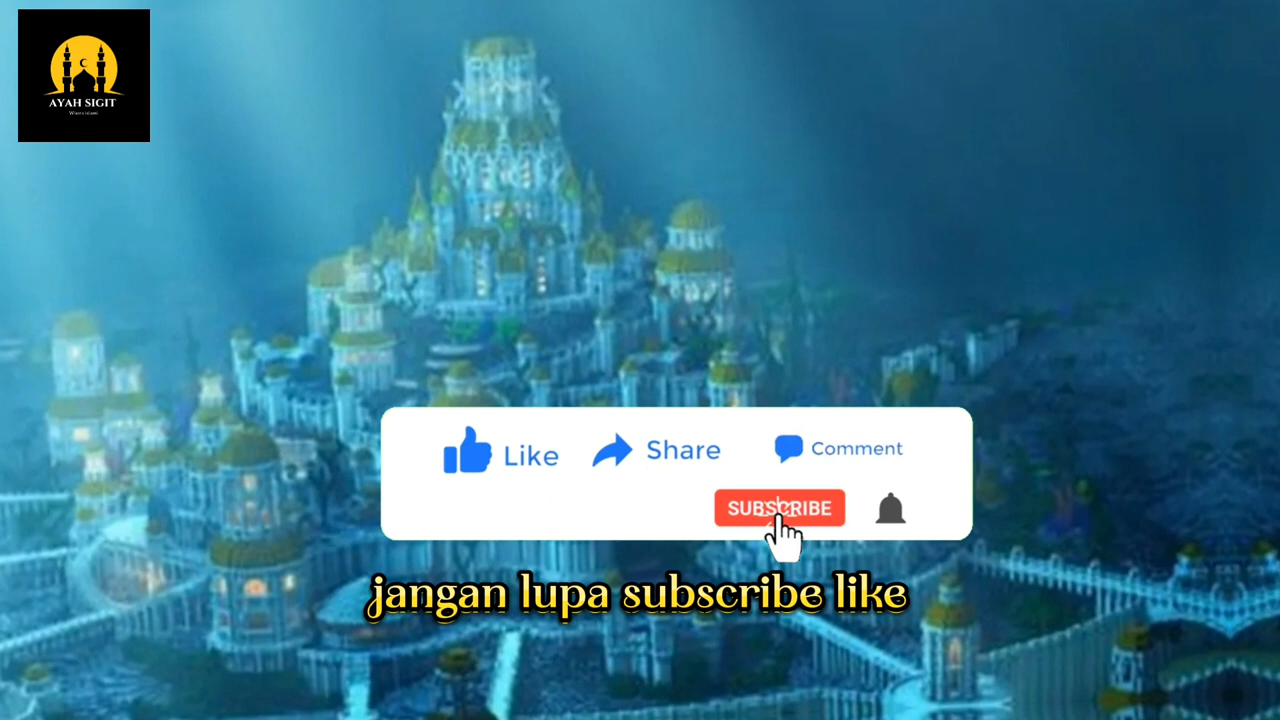 AYAH SIGIT
Like
Share
Comment
SUBSCRIBE
jangan lupa subscribe like